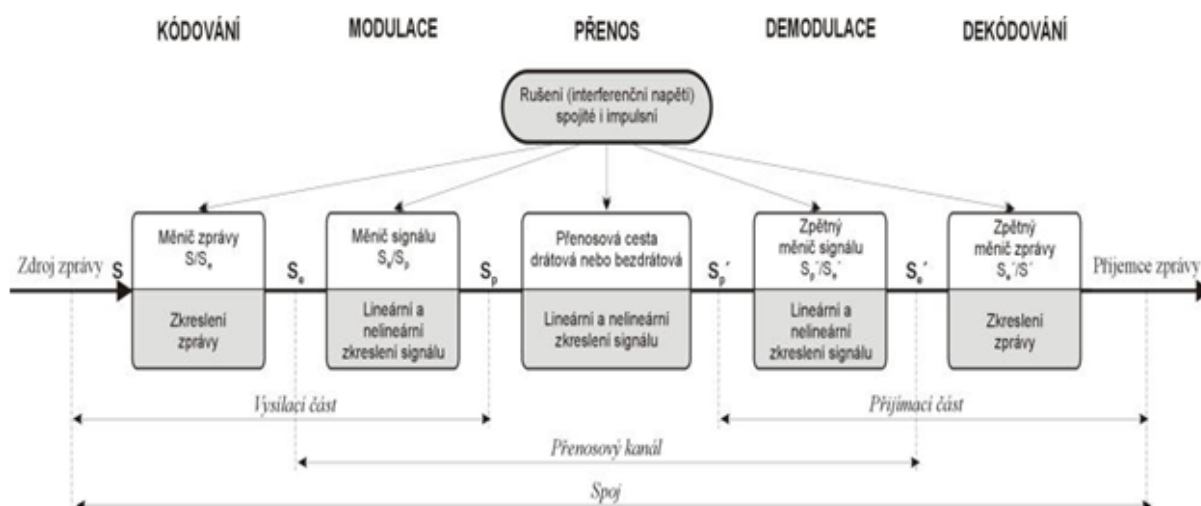 KÓDOVÁNÍ MODULACE PŘENOS DEMODULACE DEKÓDOVÁNÍ
Rušení (interferenční napětí)
spojité i impulsní
Měnič zprávy
S/Se
Měnič signálu
Se/Sp
Přenosová cesta
drátová nebo bezdrátová
Zpětný
měnič signálu
Sp´/Se´
Zpětný
měnič zprávy
Se´/S´
Zdroj zprávy S Se Sp Sp´ Se´ Příjemce zprávy
Zkreslení
zprávy
Lineární a
nelineární
zkreslení signálu
Lineární a nelineární
zkreslení signálu
Lineární a
nelineární
zkreslení signálu
Zkreslení
zprávy
Vysílací část Přijímací část
Přenosový kanál
Spoj